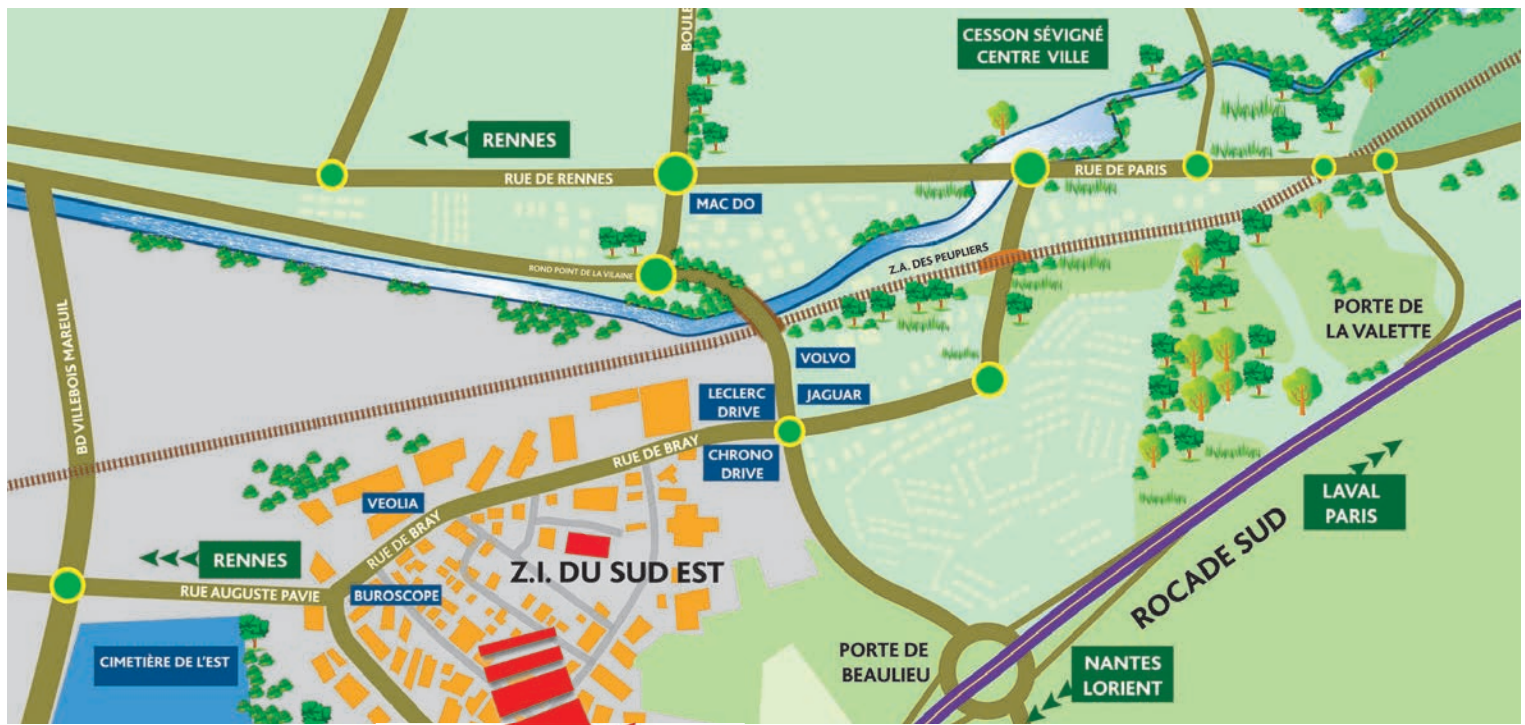 BOULE
CESSON SÉVIGNÉ
CENTRE VILLE
RENNES
RUE DE RENNES
RUE DE PARIS
MAC DO
ROND POINT DE LA VILAINE
Z.A. DES PEUPLIERS
PORTE DE
LA VALETTE
BD VILLEBOIS MAREUIL
VOLVO
LECLERC
DRIVE
JAGUAR
RUE DE BRAY
CHRONO
DRIVE
VEOLIA
RUE DE BRAY
LAVAL
PARIS
RENNES
Z.I. DU SUD EST
ROCADE SUD
RUE AUGUSTE PAVIE
BUROSCOPE
CIMETIÈRE DE L'EST
PORTE DE
BEAULIEU
NANTES
LORIENT